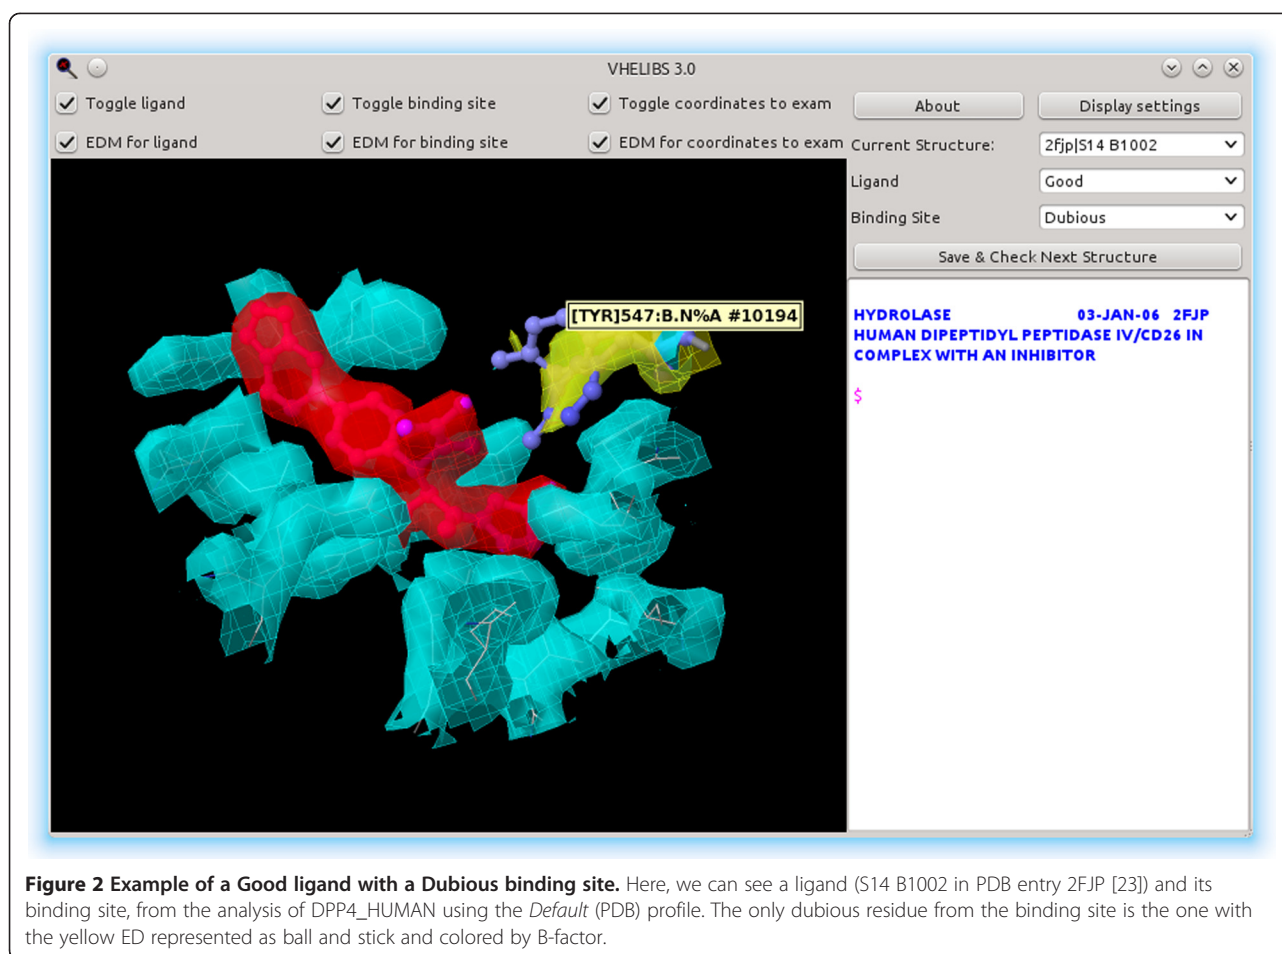 VHELIBS 3.0
Toggle ligand
Toggle binding site
Toggle coordinates to exam
About
Display settings
EDM for ligand
EDM for binding site
EDM for coordinates to exam
Current Structure:
2fjp|S14 B1002
Ligand
Good
Binding Site
Dubious
Save & Check Next Structure
[TYR]547:B.N%A #10194
HYDROLASE 03-JAN-06 2FJP
HUMAN DIPEPTIDYL PEPTIDASE IV/CD26 IN
COMPLEX WITH AN INHIBITOR
$
Figure 2 Example of a Good ligand with a Dubious binding site. Here, we can see a ligand (S14 B1002 in PDB entry 2FJP [23]) and its
binding site, from the analysis of DPP4_HUMAN using the Default (PDB) profile. The only dubious residue from the binding site is the one with
the yellow ED represented as ball and stick and colored by B-factor.